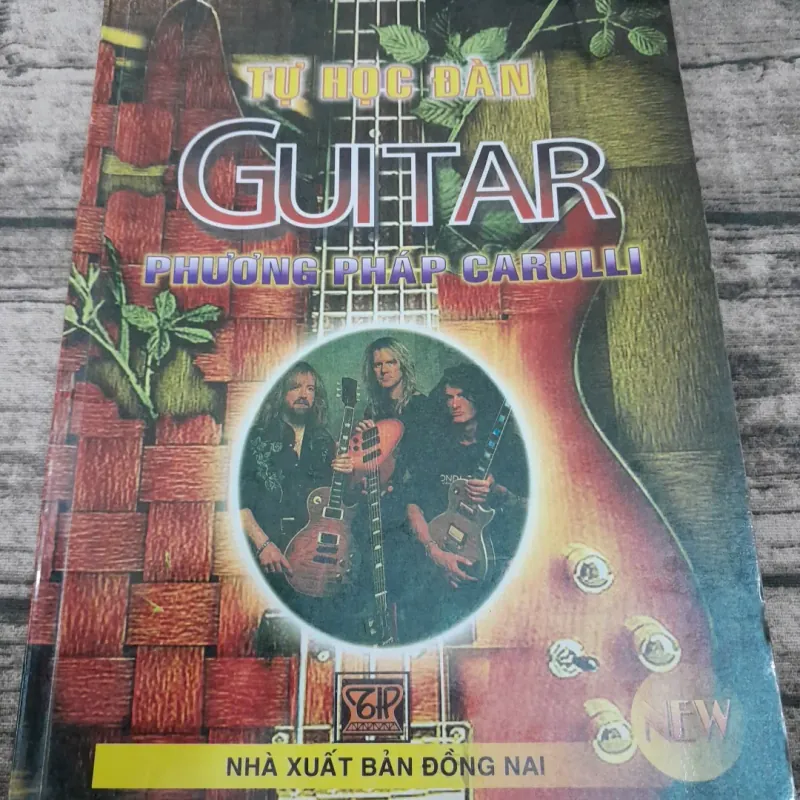 TỰ HỌC ĐÀN
GUITAR
PHƯƠNG PHÁP CARULLI
NEW
NHÀ XUẤT BẢN ĐỒNG NAI